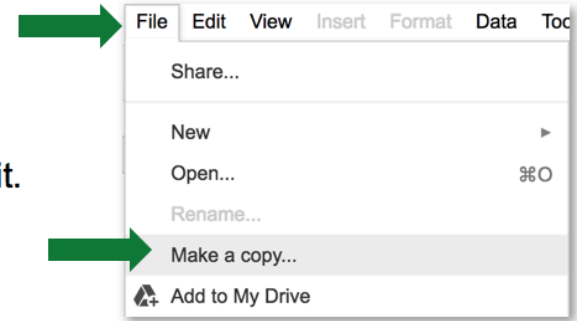 File Edit View Insert Format Data Too
Share...
New ►
Open... ⌘O
it.
Rename...
Make a copy...
Add to My Drive